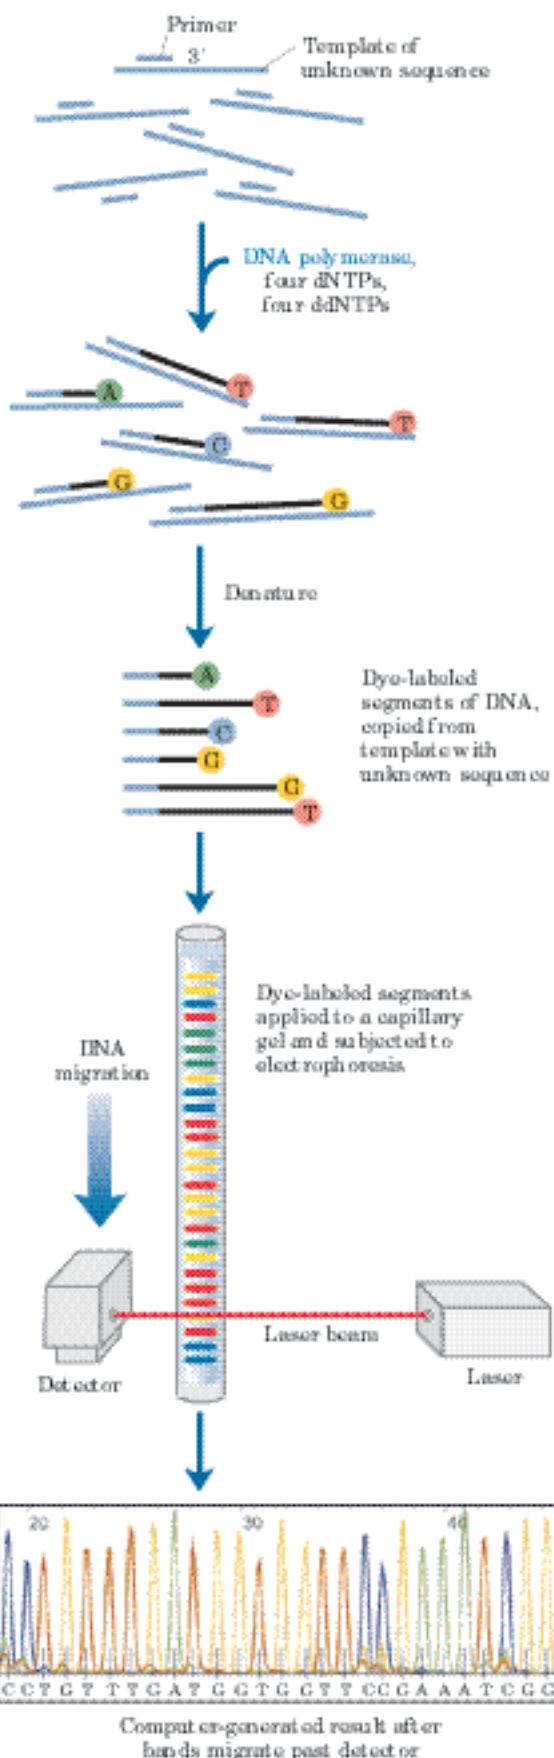 Primer
3'
Template of
unknown sequence
DNA polymerase,
four dNTPs,
four ddNTPs
A
T
T
C
G
G
Denature
A
T
C
G
G
T
Dye-labeled
segments of DNA,
copied from
template with
unknown sequence
Dye-labeled segments
applied to a capillary
gel and subjected to
electrophoresis
DNA
migration
Laser beam
Detector
Laser
20 30 40
C C T G T T T G A T G G T G G T T C C G A A A T C G G
Computer-generated result after
bands migrate past detector